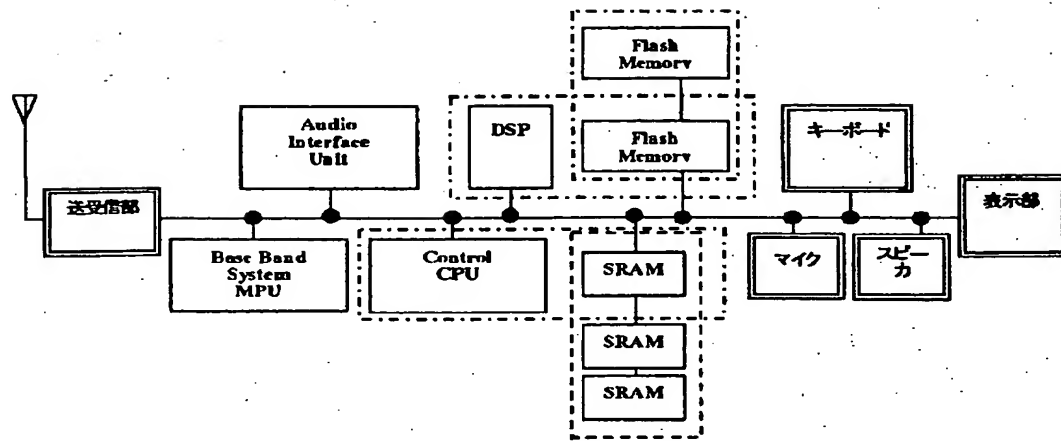 Flash
Memory
Audio
Interface
Unit
DSP
Flash
Memory
キーボード
送受信部
表示部
Base Band
System
MPU
Control
CPU
SRAM
マイク
スピー
カ
SRAM
SRAM